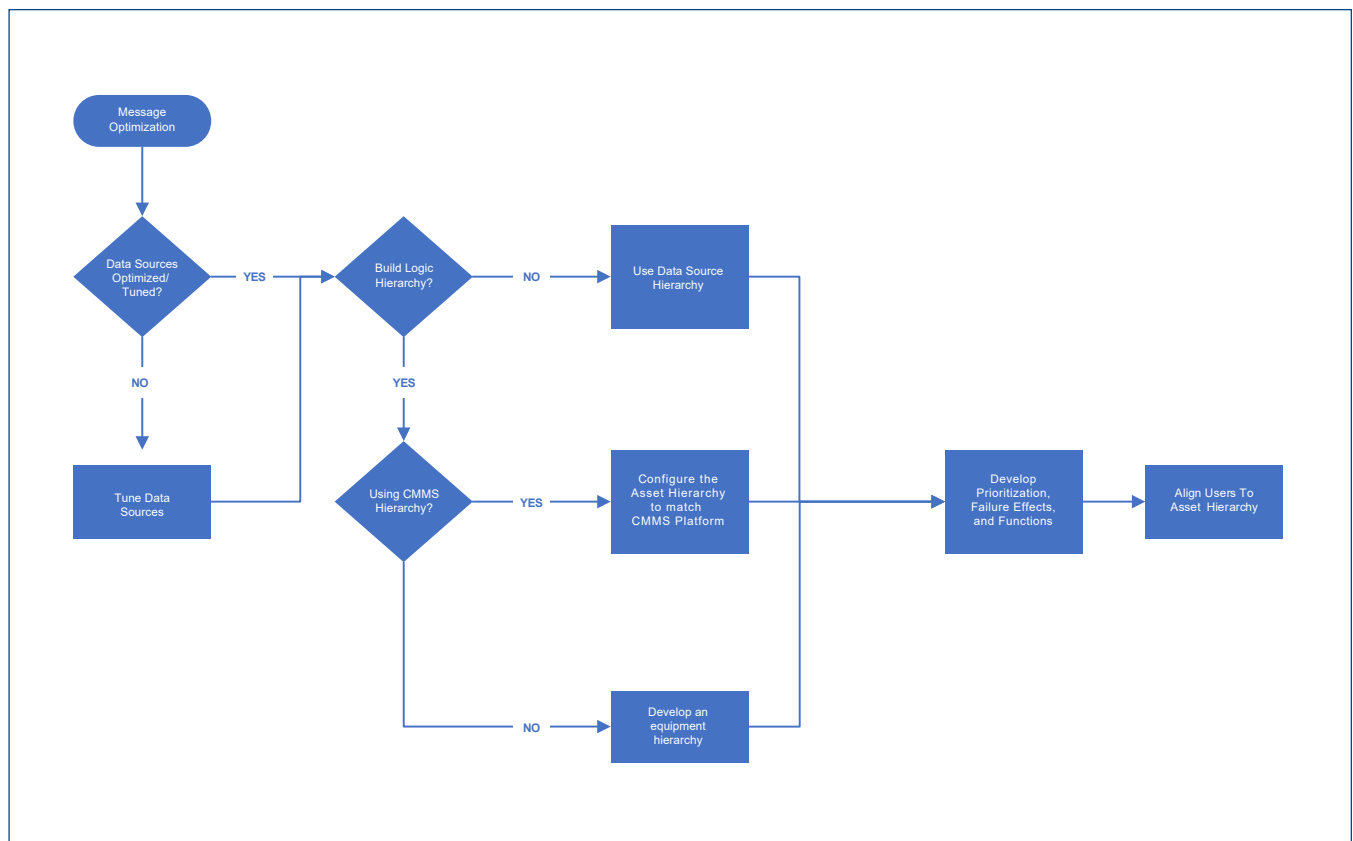 Message
Optimization
Data Sources
Optimized/
Tuned?
YES
Build Logic
Hierarchy?
NO
Use Data Source
Hierarchy
NO
YES
Tune Data
Sources
Using CMMS
Hierarchy?
YES
Configure the
Asset Hierarchy
to match
CMMS Platform
Develop
Prioritization,
Failure Effects,
and Functions
Align Users To
Asset Hierarchy
NO
Develop an
equipment
hierarchy